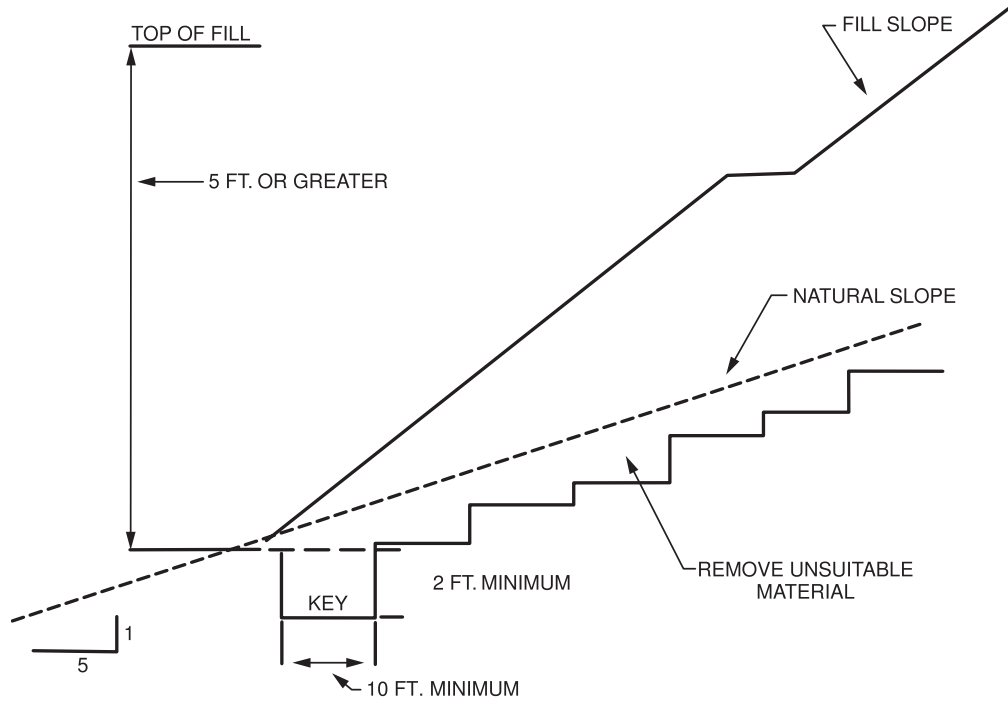 TOP OF FILL
FILL SLOPE
5 FT. OR GREATER
NATURAL SLOPE
REMOVE UNSUITABLE
MATERIAL
2 FT. MINIMUM
KEY
1
5
10 FT. MINIMUM